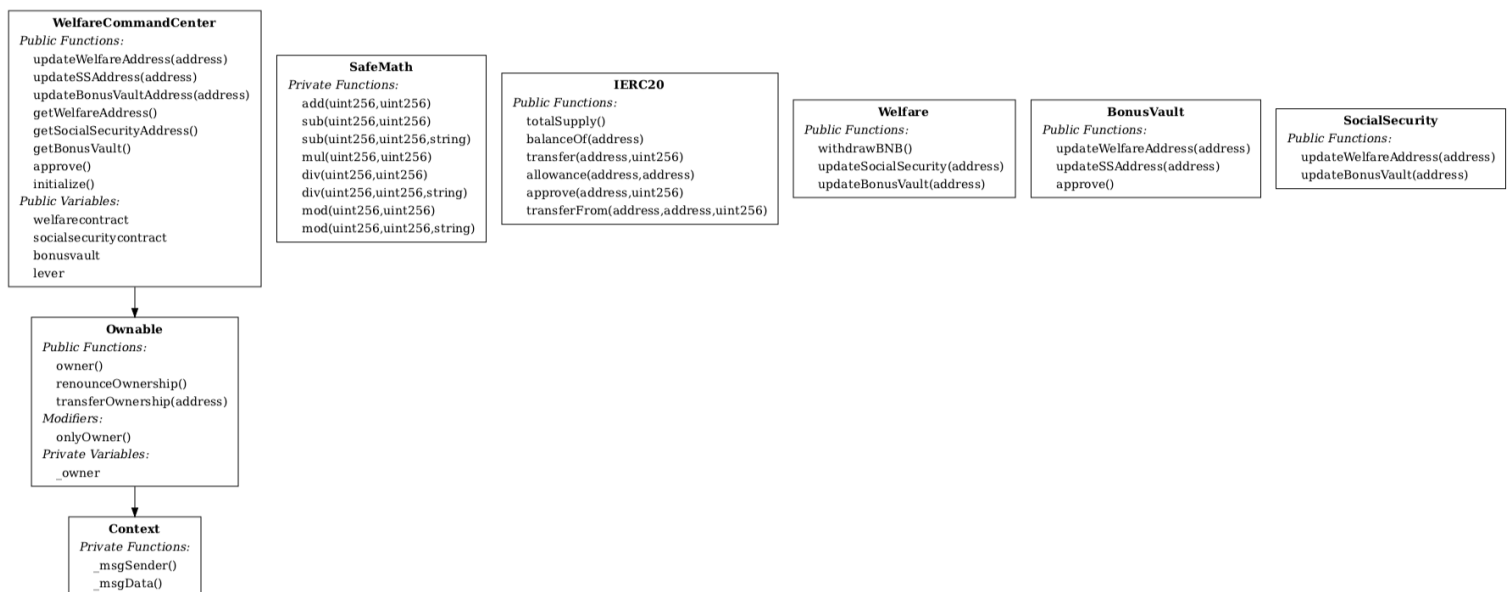 WelfareCommandCenter
Public Functions:
updateWelfareAddress(address)
updateSSAddress(address)
updateBonusVaultAddress(address)
getWelfareAddress()
getSocialSecurityAddress()
getBonusVault()
approve()
initialize()
Public Variables:
welfarecontract
socialsecuritycontract
bonusvault
lever
SafeMath
Private Functions:
add(uint256,uint256)
sub(uint256,uint256)
sub(uint256,uint256,string)
mul(uint256,uint256)
div(uint256,uint256)
div(uint256,uint256,string)
mod(uint256,uint256)
mod(uint256,uint256,string)
IERC20
Public Functions:
totalSupply()
balanceOf(address)
transfer(address,uint256)
allowance(address,address)
approve(address,uint256)
transferFrom(address,address,uint256)
Welfare
Public Functions:
withdrawBNB()
updateSocialSecurity(address)
updateBonusVault(address)
BonusVault
Public Functions:
updateWelfareAddress(address)
updateSSAddress(address)
approve()
SocialSecurity
Public Functions:
updateWelfareAddress(address)
updateBonusVault(address)
Ownable
Public Functions:
owner()
renounceOwnership()
transferOwnership(address)
Modifiers:
onlyOwner()
Private Variables:
_owner
Context
Private Functions:
_msgSender()
_msgData()